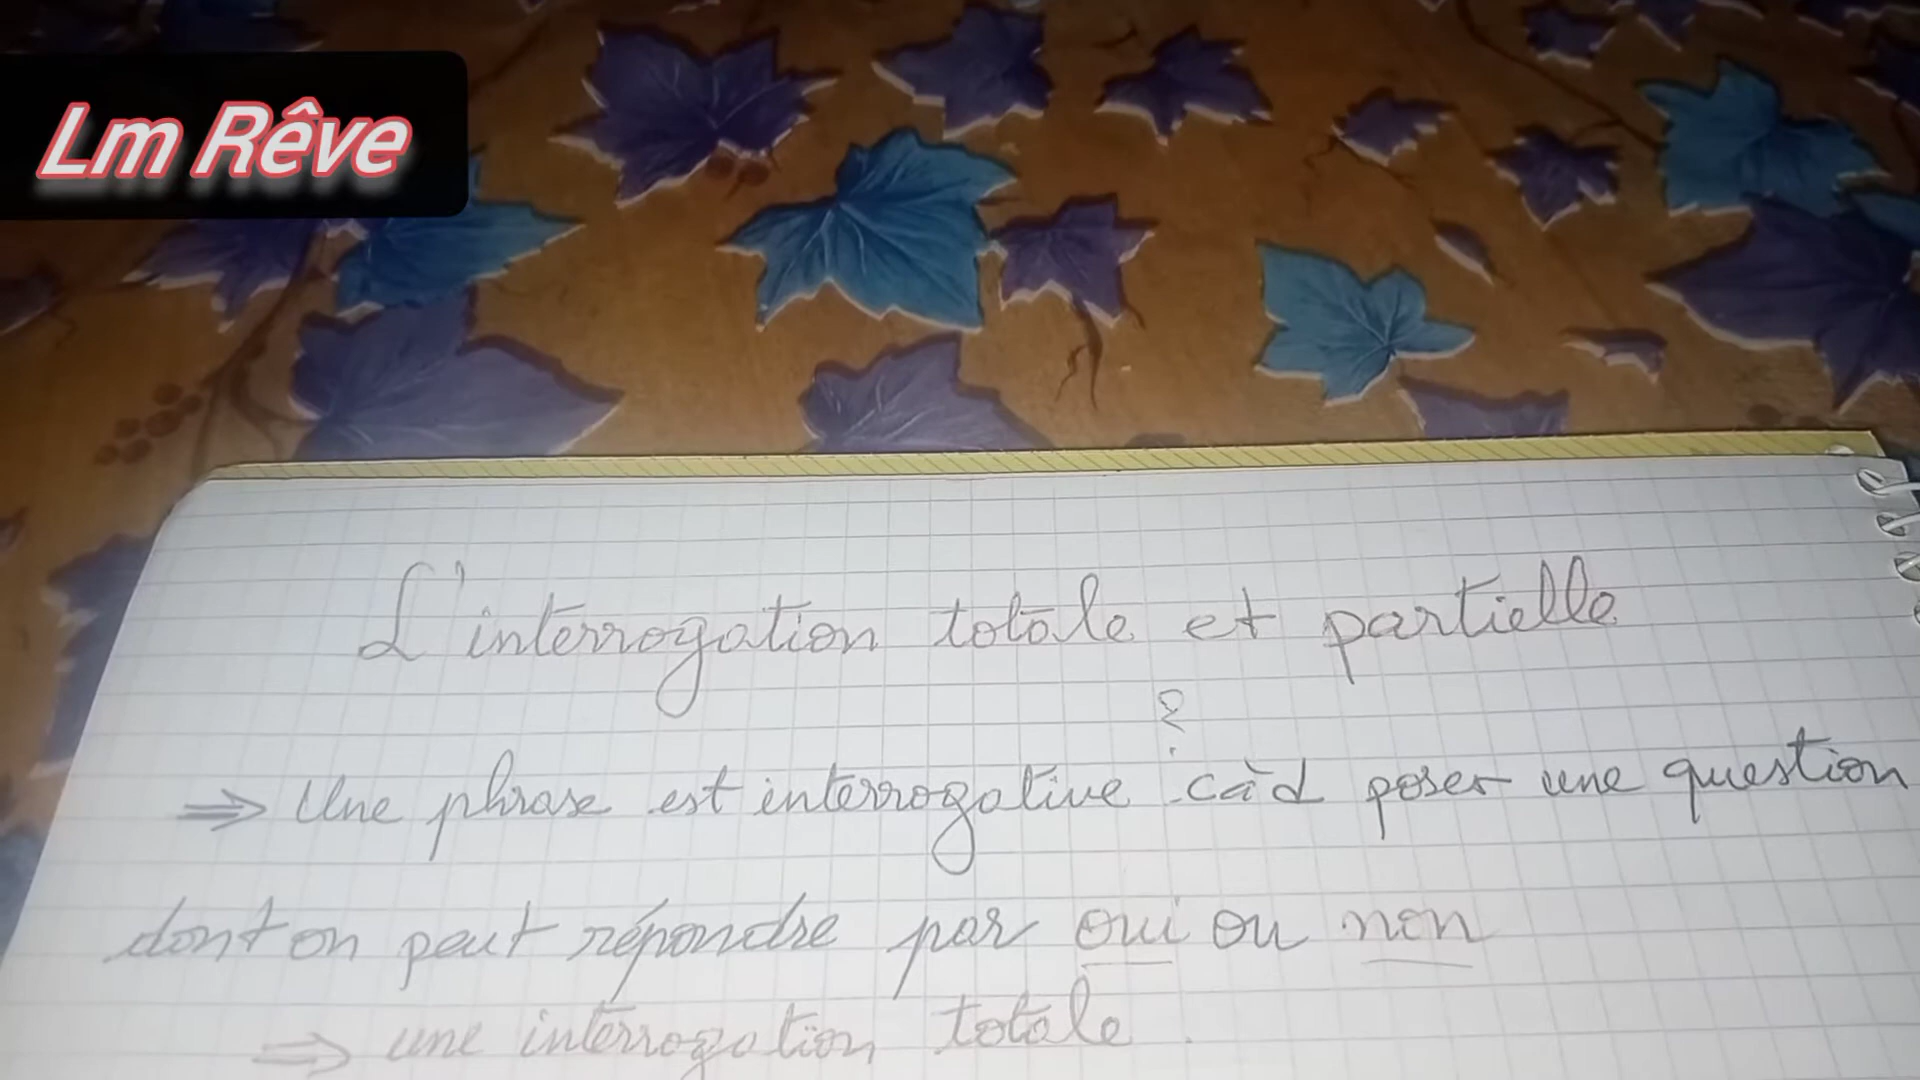 Lm Rêve
L'interrogation totale et partielle
?
⇒ Une phrase est interrogative càd poser une question
dont on peut répondre par oui ou non
⇒ une interrogation totale.